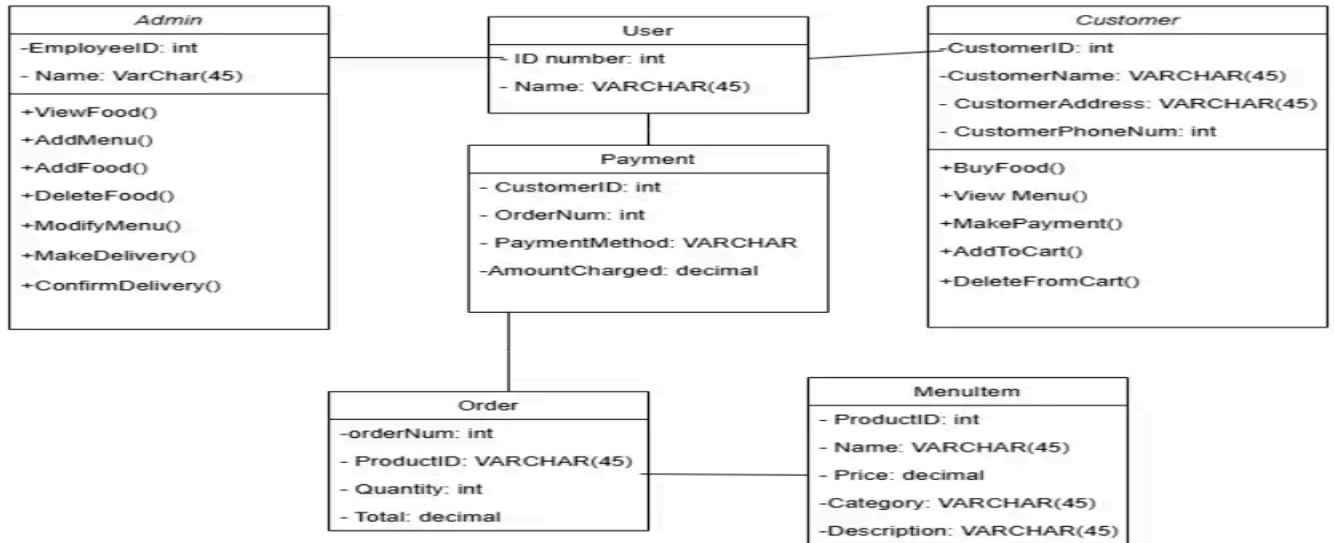 Admin
-EmployeeID: int
- Name: VarChar(45)
+ViewFood()
+AddMenu()
+AddFood()
+DeleteFood()
+ModifyMenu()
+MakeDelivery()
+ConfirmDelivery()
User
- ID number: int
- Name: VARCHAR(45)
Customer
-CustomerID: int
-CustomerName: VARCHAR(45)
- CustomerAddress: VARCHAR(45)
- CustomerPhoneNum: int
+BuyFood()
+View Menu()
+MakePayment()
+AddToCart()
+DeleteFromCart()
Payment
- CustomerID: int
- OrderNum: int
- PaymentMethod: VARCHAR
-AmountCharged: decimal
Order
-orderNum: int
- ProductID: VARCHAR(45)
- Quantity: int
- Total: decimal
MenuItem
- ProductID: int
- Name: VARCHAR(45)
- Price: decimal
-Category: VARCHAR(45)
-Description: VARCHAR(45)